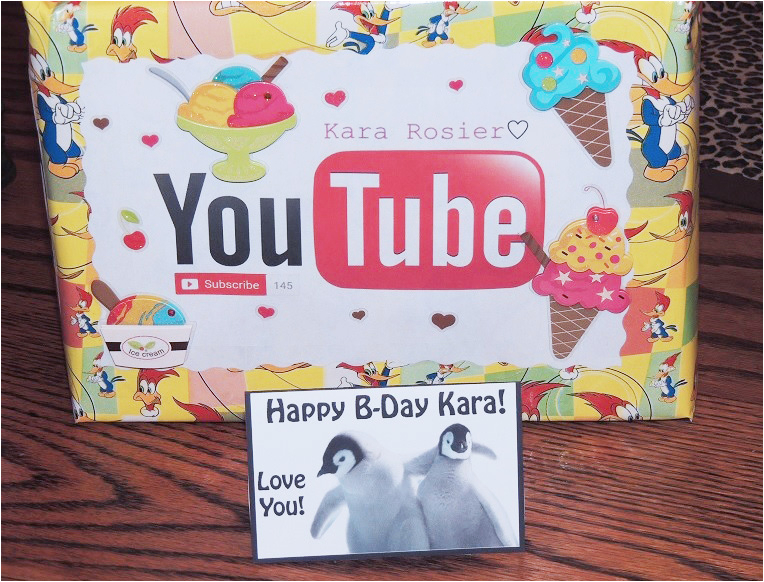 Kara Rosier♡
YouTube
Subscribe 145
ice cream
Happy B-Day Kara!
Love
You!